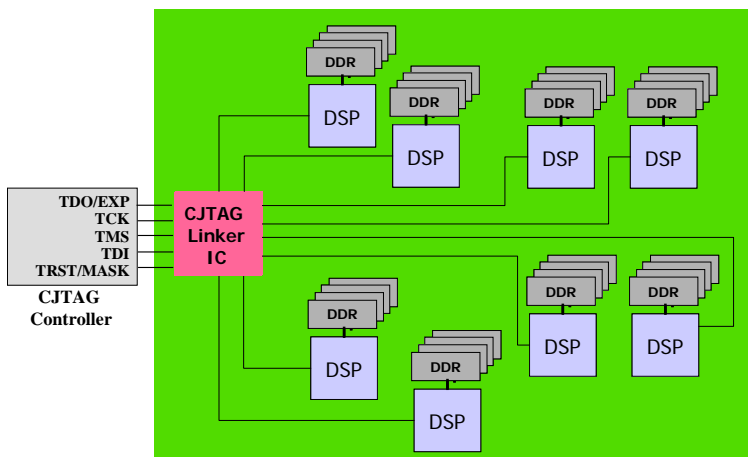 DDR
DSP
DDR
DSP
DDR
DSP
DDR
DSP
TDO/EXP
TCK
TMS
TDI
TRST/MASK
CJTAG
Controller
CJTAG
Linker
IC
DDR
DSP
DDR
DSP
DDR
DSP
DDR
DSP